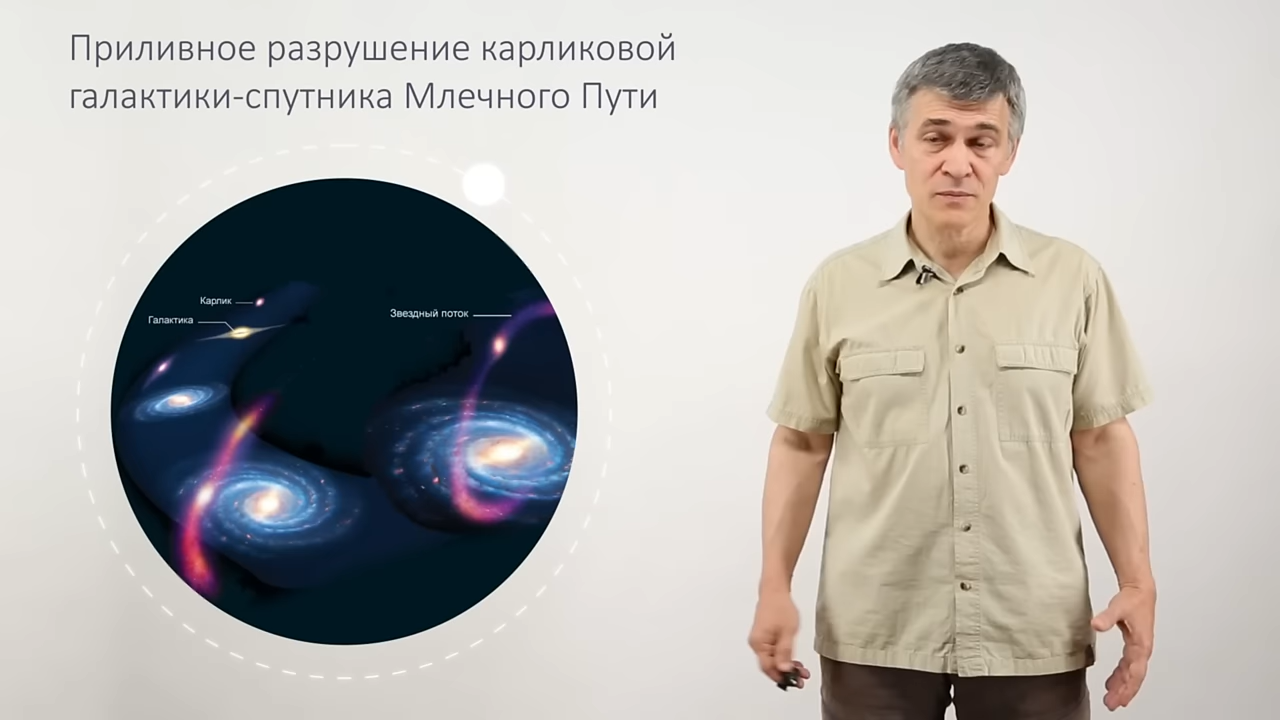 Приливное разрушение карликовой
галактики-спутника Млечного Пути
Карлик
Галактика
Звездный поток